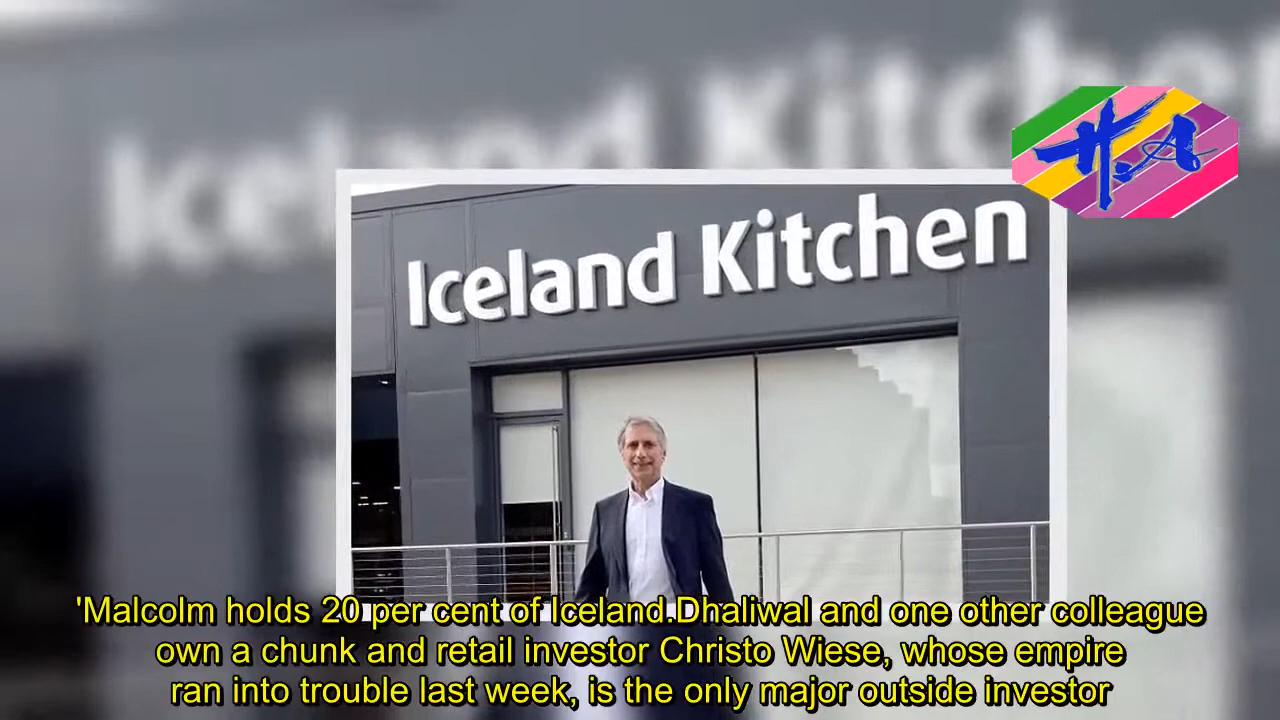 Iceland Kitchen
H.A
'Malcolm holds 20 per cent of Iceland.Dhaliwal and one other colleague
own a chunk and retail investor Christo Wiese, whose empire
ran into trouble last week, is the only major outside investor